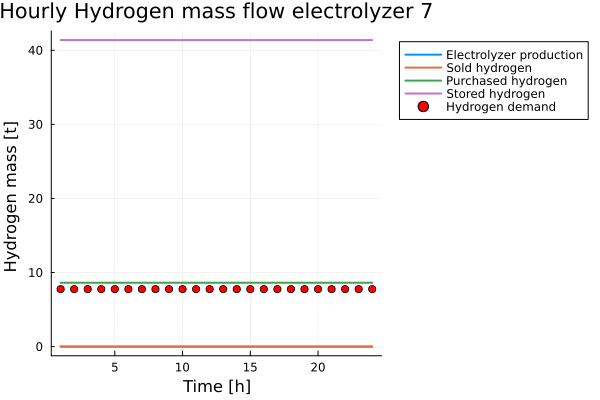 Hourly Hydrogen mass flow electrolyzer 7
Electrolyzer production
Sold hydrogen
Purchased hydrogen
Stored hydrogen
Hydrogen demand
Hydrogen mass [t]
40
30
20
10
0
5 10 15 20
Time [h]